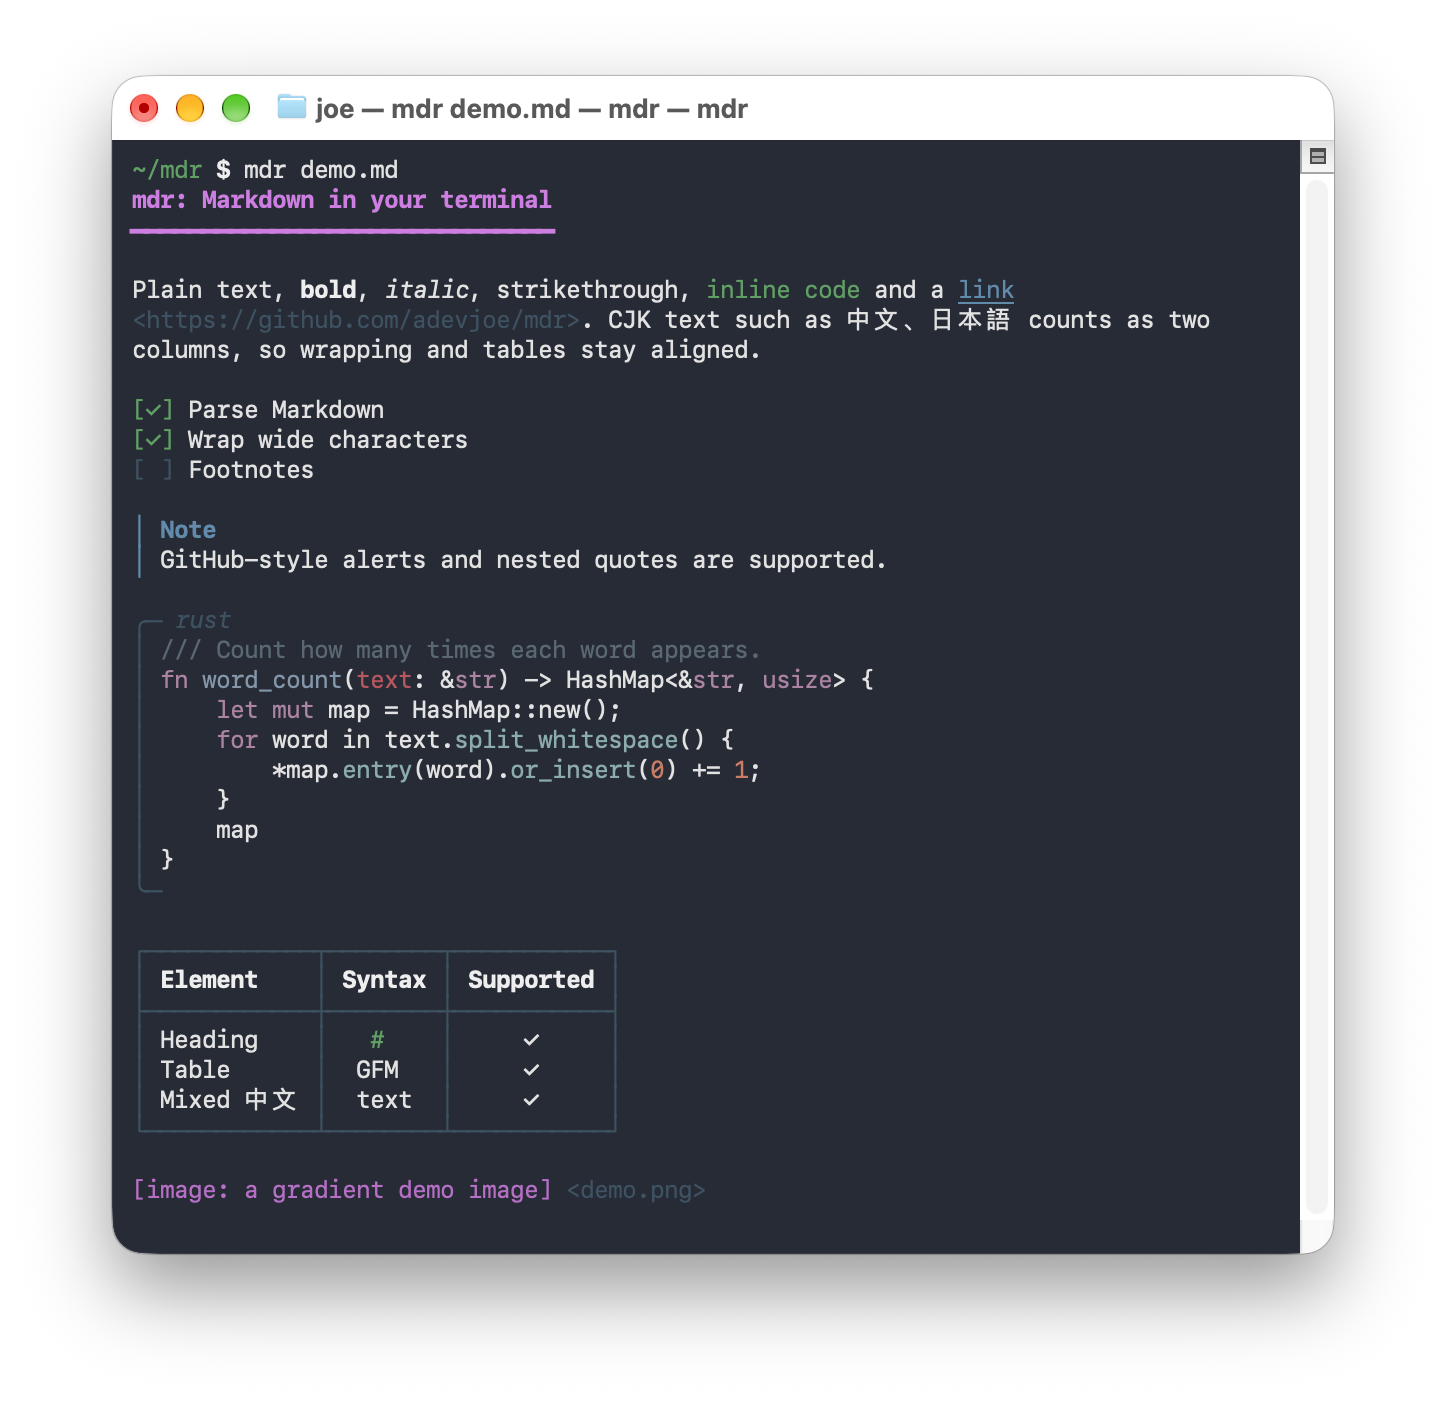 joe — mdr demo.md — mdr — mdr
~/mdr $ mdr demo.md
mdr: Markdown in your terminal
Plain text, bold, italic, strikethrough, inline code and a link
<https://github.com/adevjoe/mdr>. CJK text such as 中文、日本語 counts as two
columns, so wrapping and tables stay aligned.
[✓] Parse Markdown
[✓] Wrap wide characters
[ ] Footnotes
Note
GitHub-style alerts and nested quotes are supported.
rust
/// Count how many times each word appears.
fn word_count(text: &str) -> HashMap<&str, usize> {
    let mut map = HashMap::new();
    for word in text.split_whitespace() {
        *map.entry(word).or_insert(0) += 1;
    }
    map
}
Element Syntax Supported
Heading # ✓
Table GFM ✓
Mixed 中文 text ✓
[image: a gradient demo image] <demo.png>